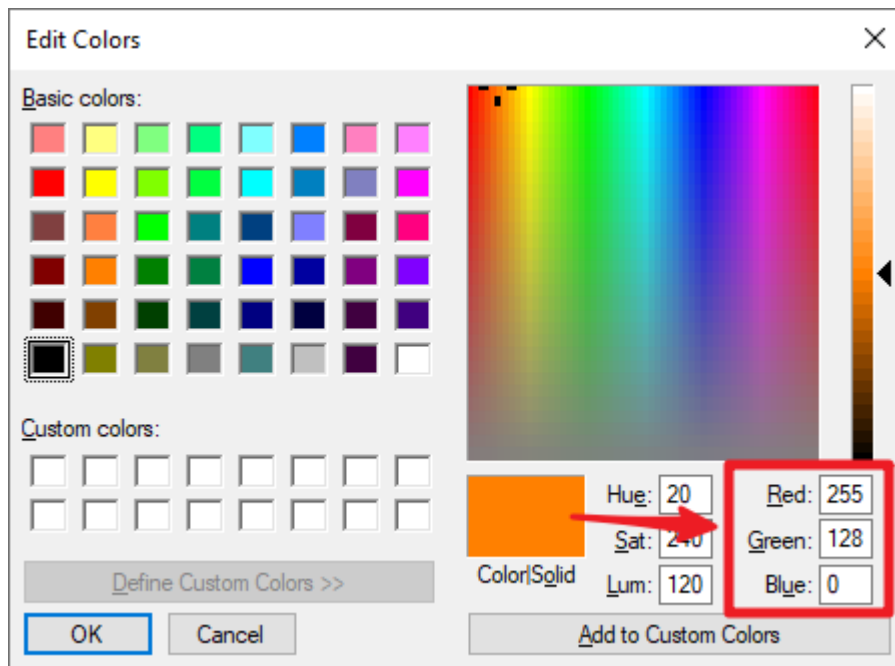 Edit Colors
Basic colors:
Custom colors:
Define Custom Colors >>
OK
Cancel
Color|Solid
Hue: 20
Sat: 240
Lum: 120
Red: 255
Green: 128
Blue: 0
Add to Custom Colors